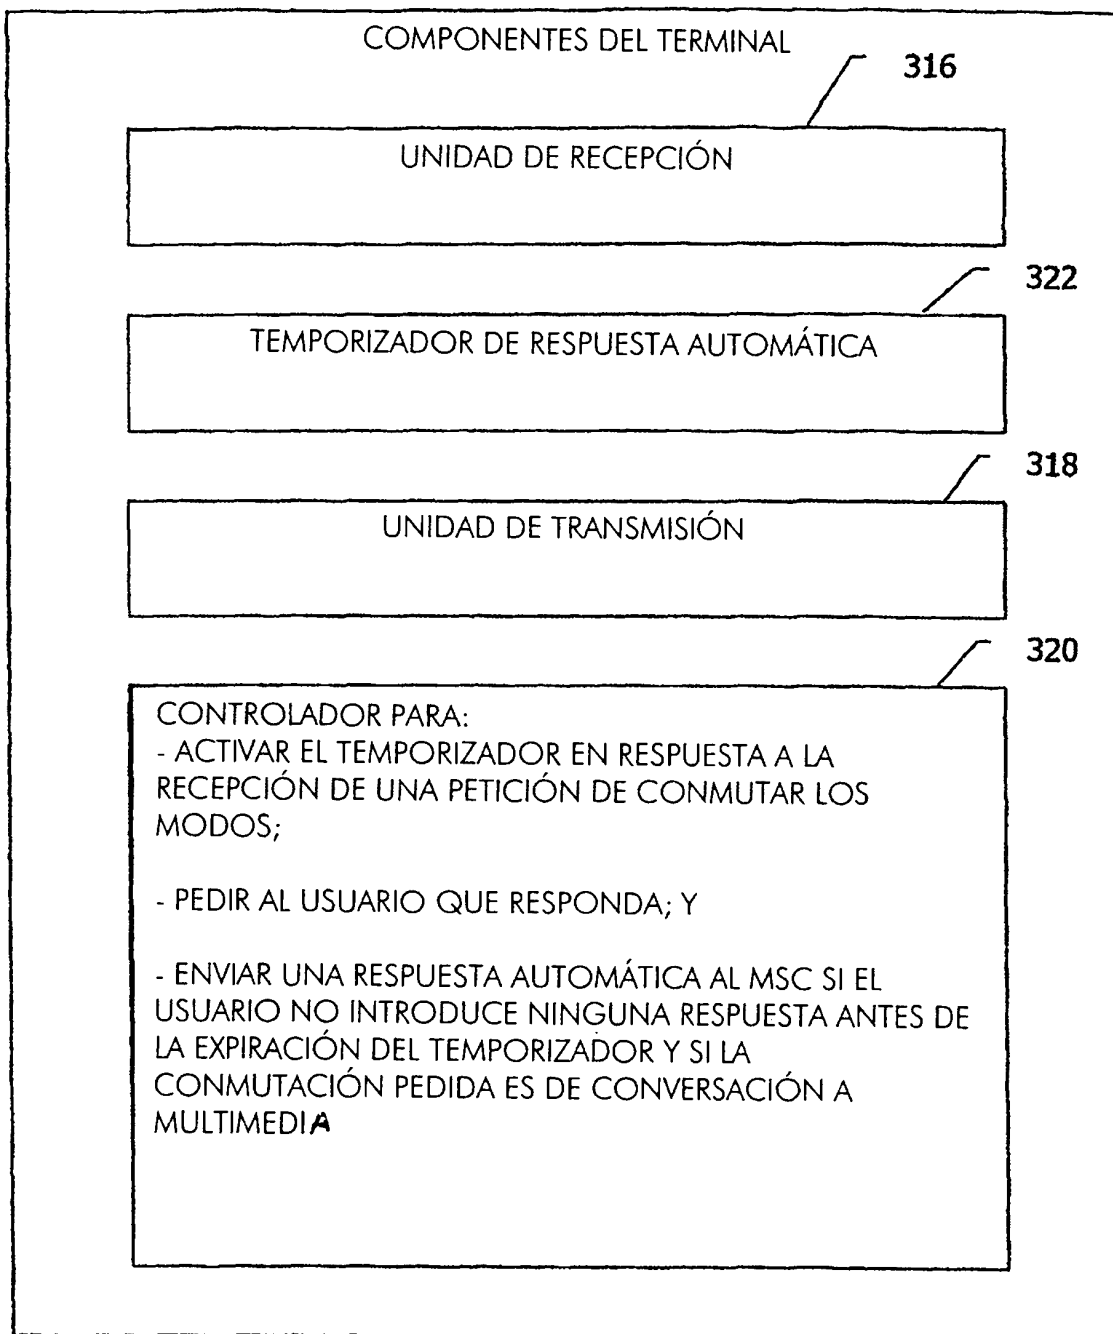 COMPONENTES DEL TERMINAL
316
UNIDAD DE RECEPCIÓN
322
TEMPORIZADOR DE RESPUESTA AUTOMÁTICA
318
UNIDAD DE TRANSMISIÓN
320
CONTROLADOR PARA:
- ACTIVAR EL TEMPORIZADOR EN RESPUESTA A LA
RECEPCIÓN DE UNA PETICIÓN DE CONMUTAR LOS
MODOS;
- PEDIR AL USUARIO QUE RESPONDA; Y
- ENVIAR UNA RESPUESTA AUTOMÁTICA AL MSC SI EL
USUARIO NO INTRODUCE NINGUNA RESPUESTA ANTES DE
LA EXPIRACIÓN DEL TEMPORIZADOR Y SI LA
CONMUTACIÓN PEDIDA ES DE CONVERSACIÓN A
MULTIMEDIA